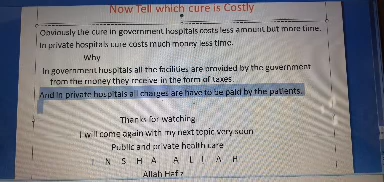 Now Tell which cure is Costly
Obviously the cure in government hospitals costs less amount but more time.
In private hospitals cure costs much money less time.
Why
In government hospitals all the facilities are provided by the government
from the money they receive in the form of taxes.
And in private hospitals all charges are have to be paid by the patients.
Thanks for watching
I will come again with my next topic very soon
Public and private health care
I N S H A A L L A H
Allah Hafiz